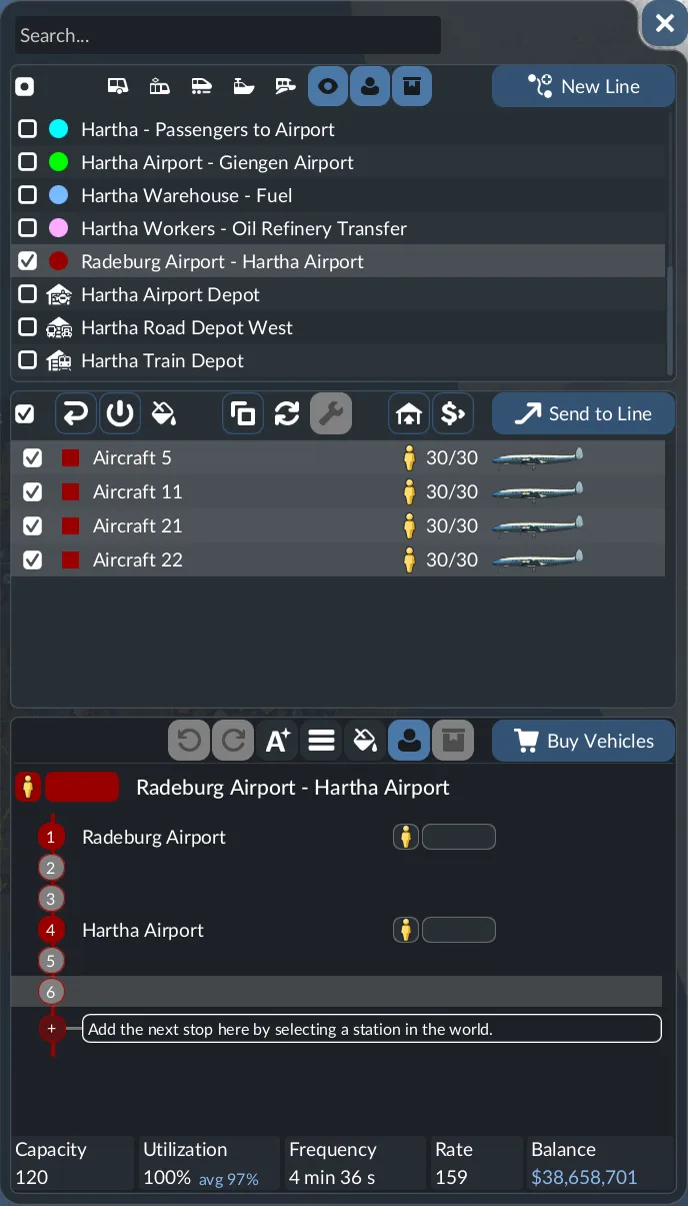 Search...
New Line
Hartha - Passengers to Airport
Hartha Airport - Giengen Airport
Hartha Warehouse - Fuel
Hartha Workers - Oil Refinery Transfer
Radeburg Airport - Hartha Airport
Hartha Airport Depot
Hartha Road Depot West
Hartha Train Depot
Send to Line
Aircraft 5 30/30
Aircraft 11 30/30
Aircraft 21 30/30
Aircraft 22 30/30
Buy Vehicles
Radeburg Airport - Hartha Airport
1 Radeburg Airport
2
3
4 Hartha Airport
5
6
+ Add the next stop here by selecting a station in the world.
Capacity Utilization Frequency Rate Balance
120 100% avg 97% 4 min 36 s 159 $38,658,701